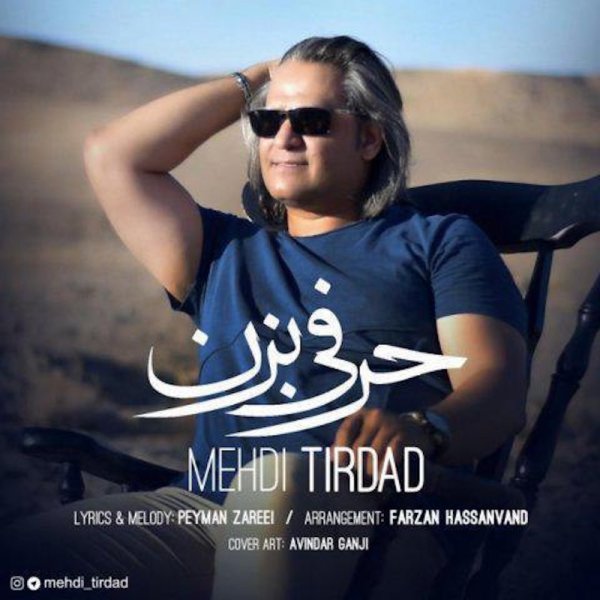 حرفی بزن
MEHDI TIRDAD
LYRICS & MELODY: PEYMAN ZAREEI / ARRANGEMENT: FARZAN HASSANVAND
COVER ART: AVINDAR GANJI
mehdi_tirdad